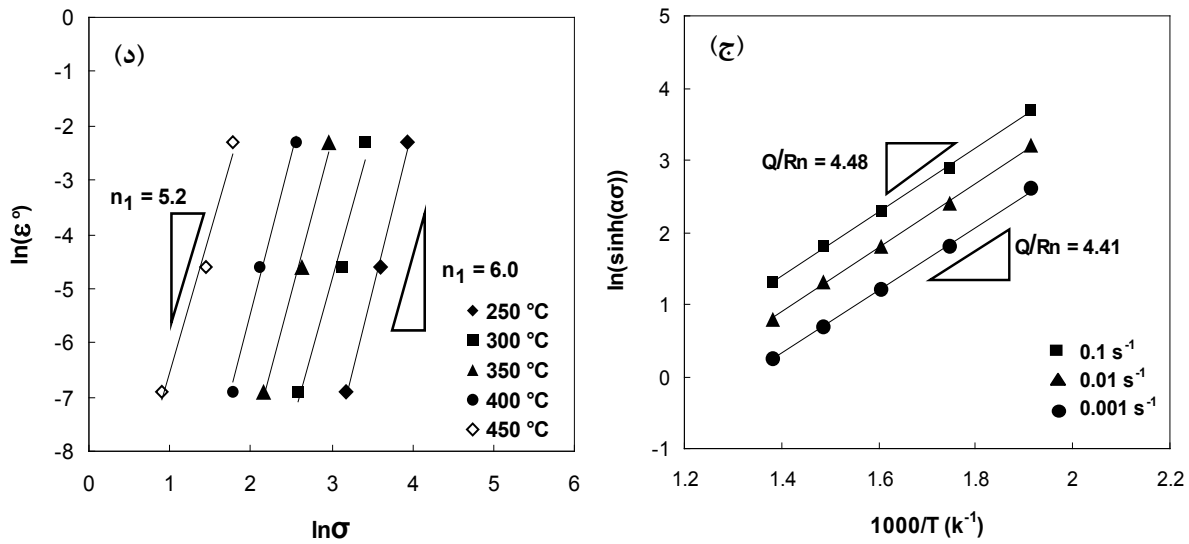 (د)
0
-1
-2
-3
-4
-5
-6
-7
-8
ln(ε°)
n₁ = 5.2
n₁ = 6.0
250 °C
300 °C
350 °C
400 °C
450 °C
0 1 2 3 4 5 6
lnσ
(ج)
5
4
3
2
1
0
-1
ln(sinh(ασ))
Q/Rn = 4.48
Q/Rn = 4.41
0.1 s⁻¹
0.01 s⁻¹
0.001 s⁻¹
1.2 1.4 1.6 1.8 2 2.2
1000/T (k⁻¹)